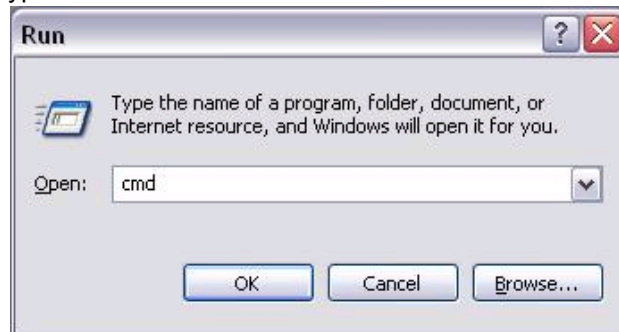 Run
Type the name of a program, folder, document, or
Internet resource, and Windows will open it for you.
Open: cmd
OK Cancel Browse...